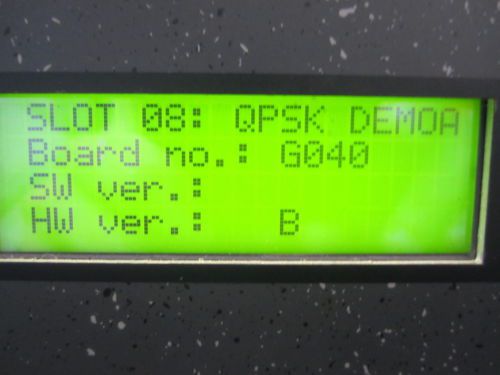 SLOT 08: QPSK DEMOA
Board no.: G040
SW ver.:
HW ver.: B